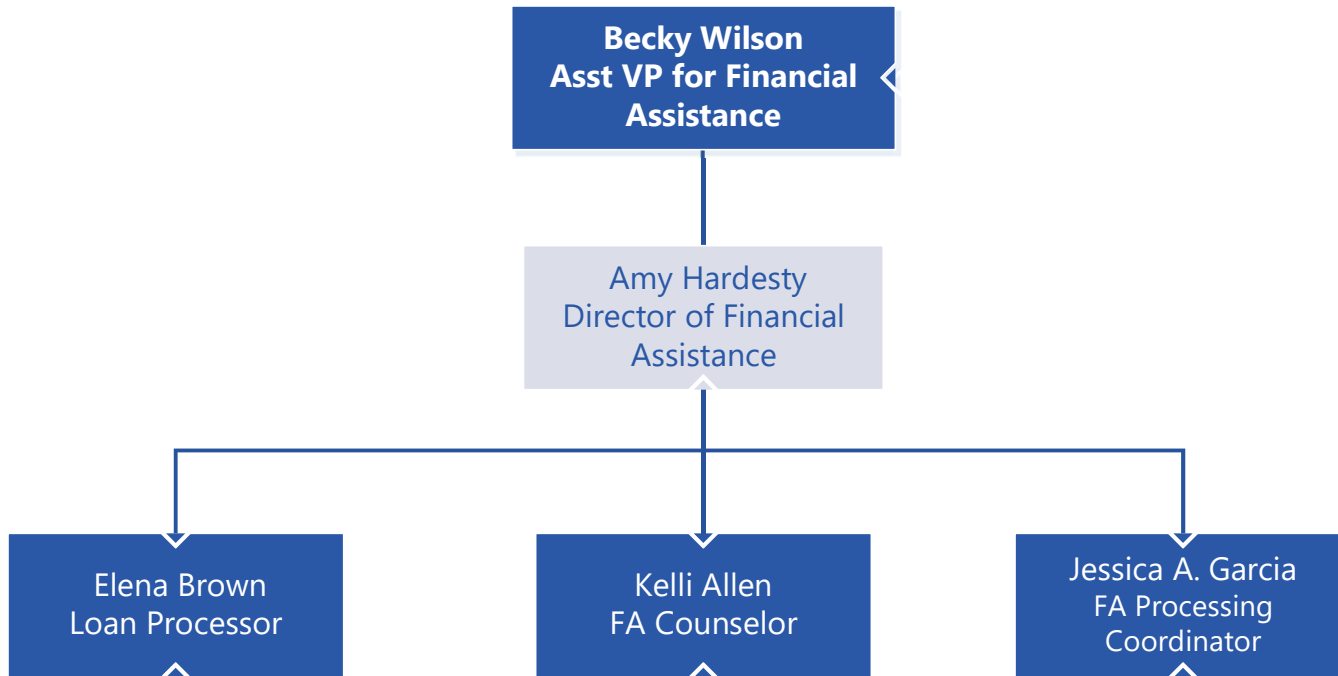 Becky Wilson
Asst VP for Financial
Assistance
Amy Hardesty
Director of Financial
Assistance
Elena Brown
Loan Processor
Kelli Allen
FA Counselor
Jessica A. Garcia
FA Processing
Coordinator